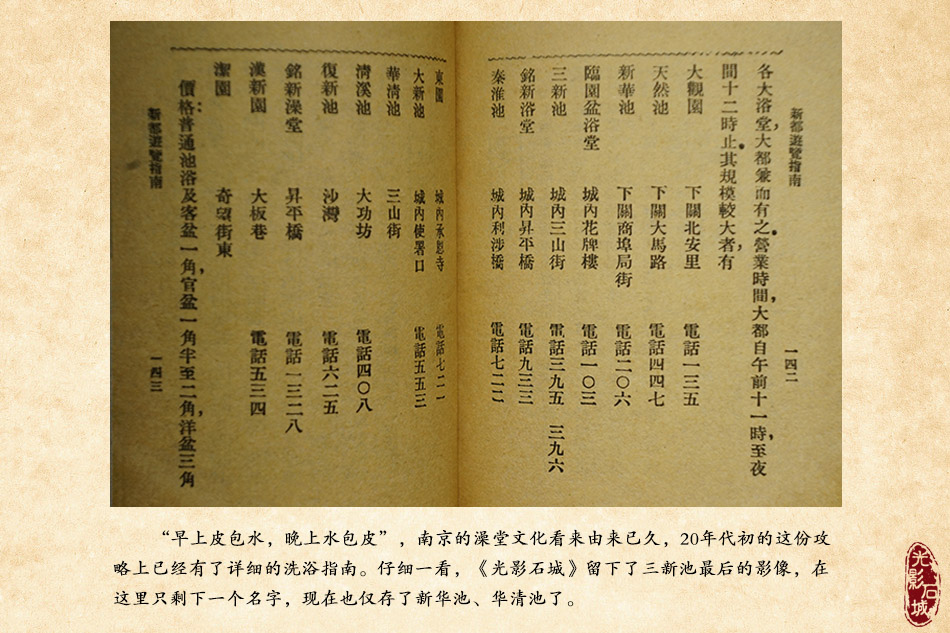 新都遊覽指南
各大浴堂，大都兼而有之。營業時間，大都自午前十一時至夜
間十二時止。其規模較大者，有
大觀園 下關北安里 電話一三五
天然池 下關大馬路 電話四四七
新華池 下關商埠局街 電話二〇六
臨園盆浴堂 城內花牌樓 電話一〇三
三新池 城內三山街 電話三九五 三九六
銘新浴堂 城內昇平橋 電話九三三
秦淮池 城內利涉橋 電話七二二
一四二
東園 城內承恩寺 電話七二一
大新池 城內使署口 電話五五三
華清池 三山街
清溪池 大功坊 電話四〇八
復新池 沙灣 電話六二五
銘新澡堂 昇平橋 電話一三二八
漢新園 大板巷 電話五三四
潔園 奇望街東
價格：普通池浴及客盆一角，官盆一角半至二角，洋盆三角
新都遊覽指南
一四三
“早上皮包水，晚上水包皮”，南京的澡堂文化看来由来已久，20年代初的这份攻
略上已经有了详细的洗浴指南。仔细一看，《光影石城》留下了三新池最后的影像，在
这里只剩下一个名字，现在也仅存了新华池、华清池了。
光影石城